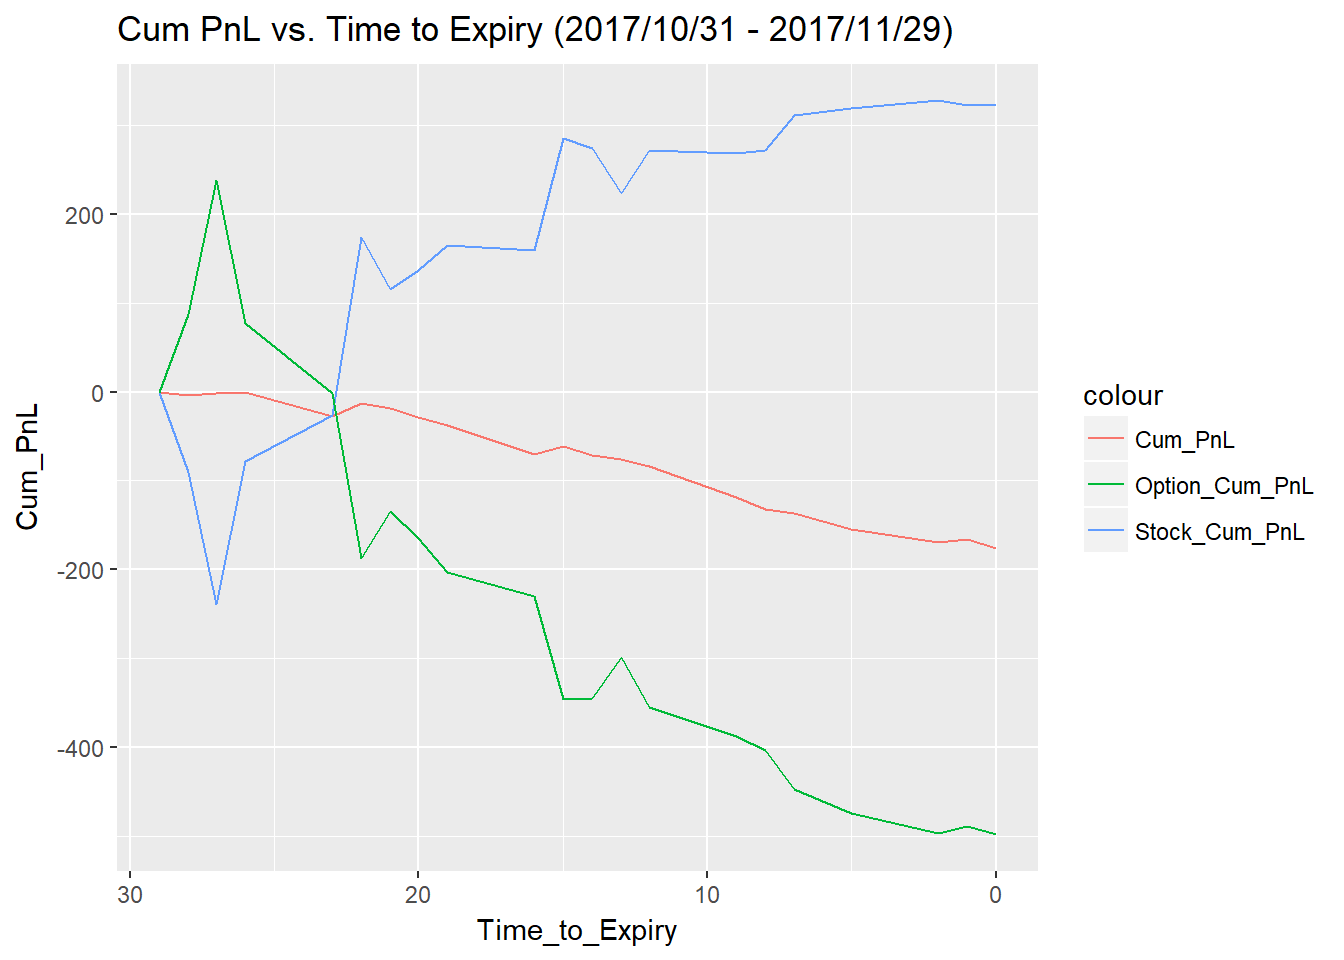 Cum PnL vs. Time to Expiry (2017/10/31 - 2017/11/29)
200
0
-200
-400
Cum_PnL
30
20
10
0
Time_to_Expiry
colour
Cum_PnL
Option_Cum_PnL
Stock_Cum_PnL